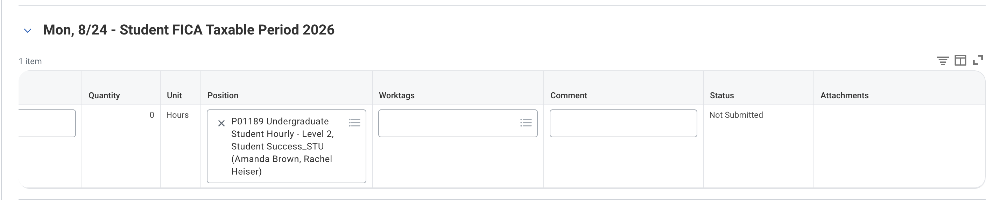 Mon, 8/24 - Student FICA Taxable Period 2026
1 item
Quantity
Unit
Position
Worktags
Comment
Status
Attachments
0
Hours
P01189 Undergraduate
Student Hourly - Level 2,
Student Success_STU
(Amanda Brown, Rachel
Heiser)
Not Submitted